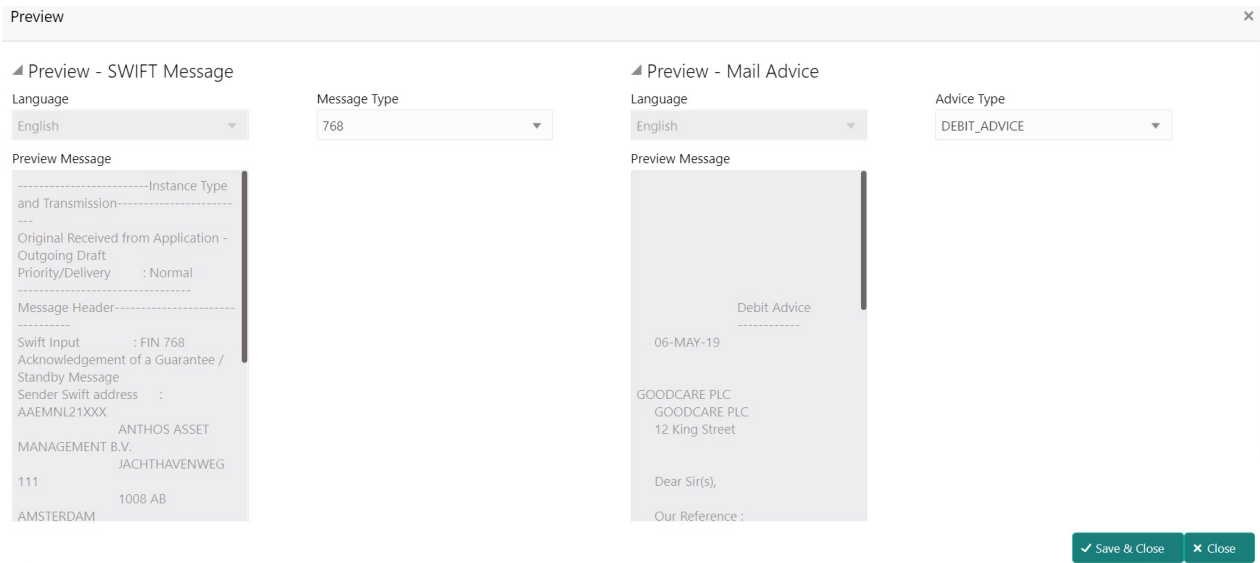 Preview ×
Preview - SWIFT Message
Language
English
Message Type
768
Preview Message
-------------------------Instance Type
and Transmission----------------------
---
Original Received from Application -
Outgoing Draft
Priority/Delivery : Normal
---------------------------------
Message Header-----------------------
----------
Swift Input : FIN 768
Acknowledgement of a Guarantee /
Standby Message
Sender Swift address :
AAEMNL21XXX
ANTHOS ASSET
MANAGEMENT B.V.
JACHTHAVENWEG
111
1008 AB
AMSTERDAM
Preview - Mail Advice
Language
English
Advice Type
DEBIT_ADVICE
Preview Message
Debit Advice
------------
06-MAY-19
GOODCARE PLC
GOODCARE PLC
12 King Street
Dear Sir(s),
Our Reference :
Save & Close
Close